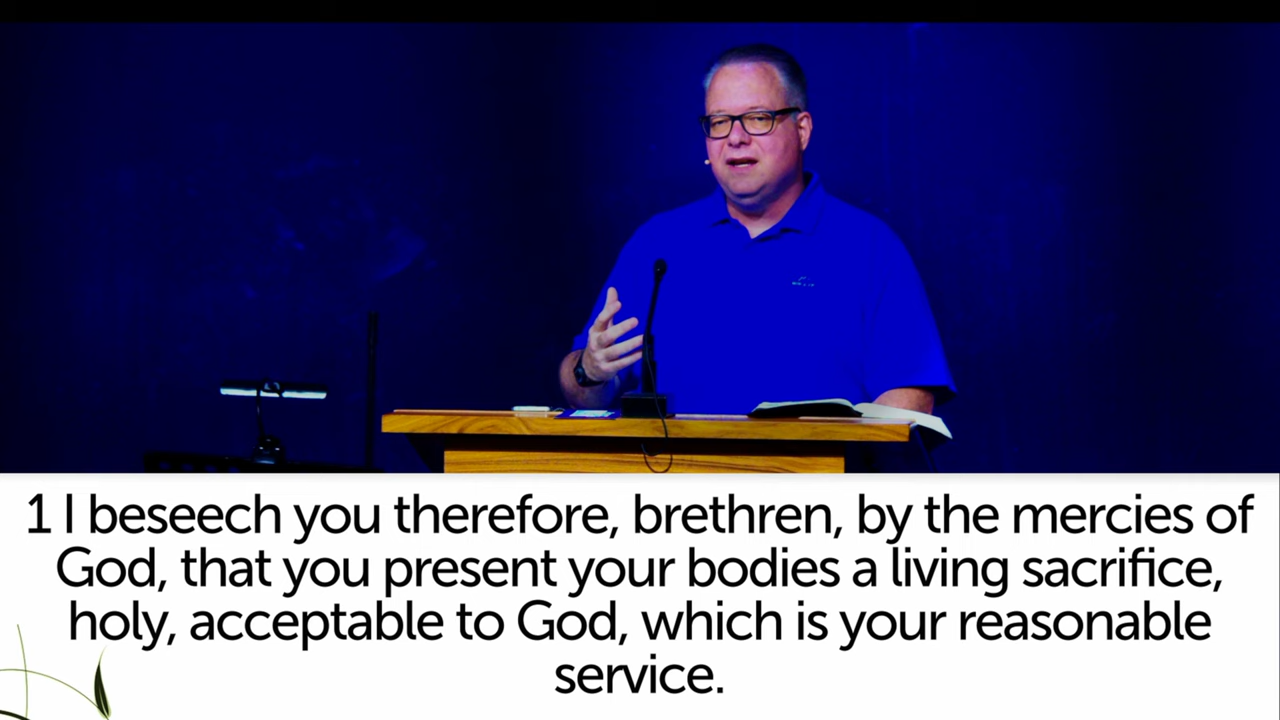 1 I beseech you therefore, brethren, by the mercies of
God, that you present your bodies a living sacrifice,
holy, acceptable to God, which is your reasonable
service.